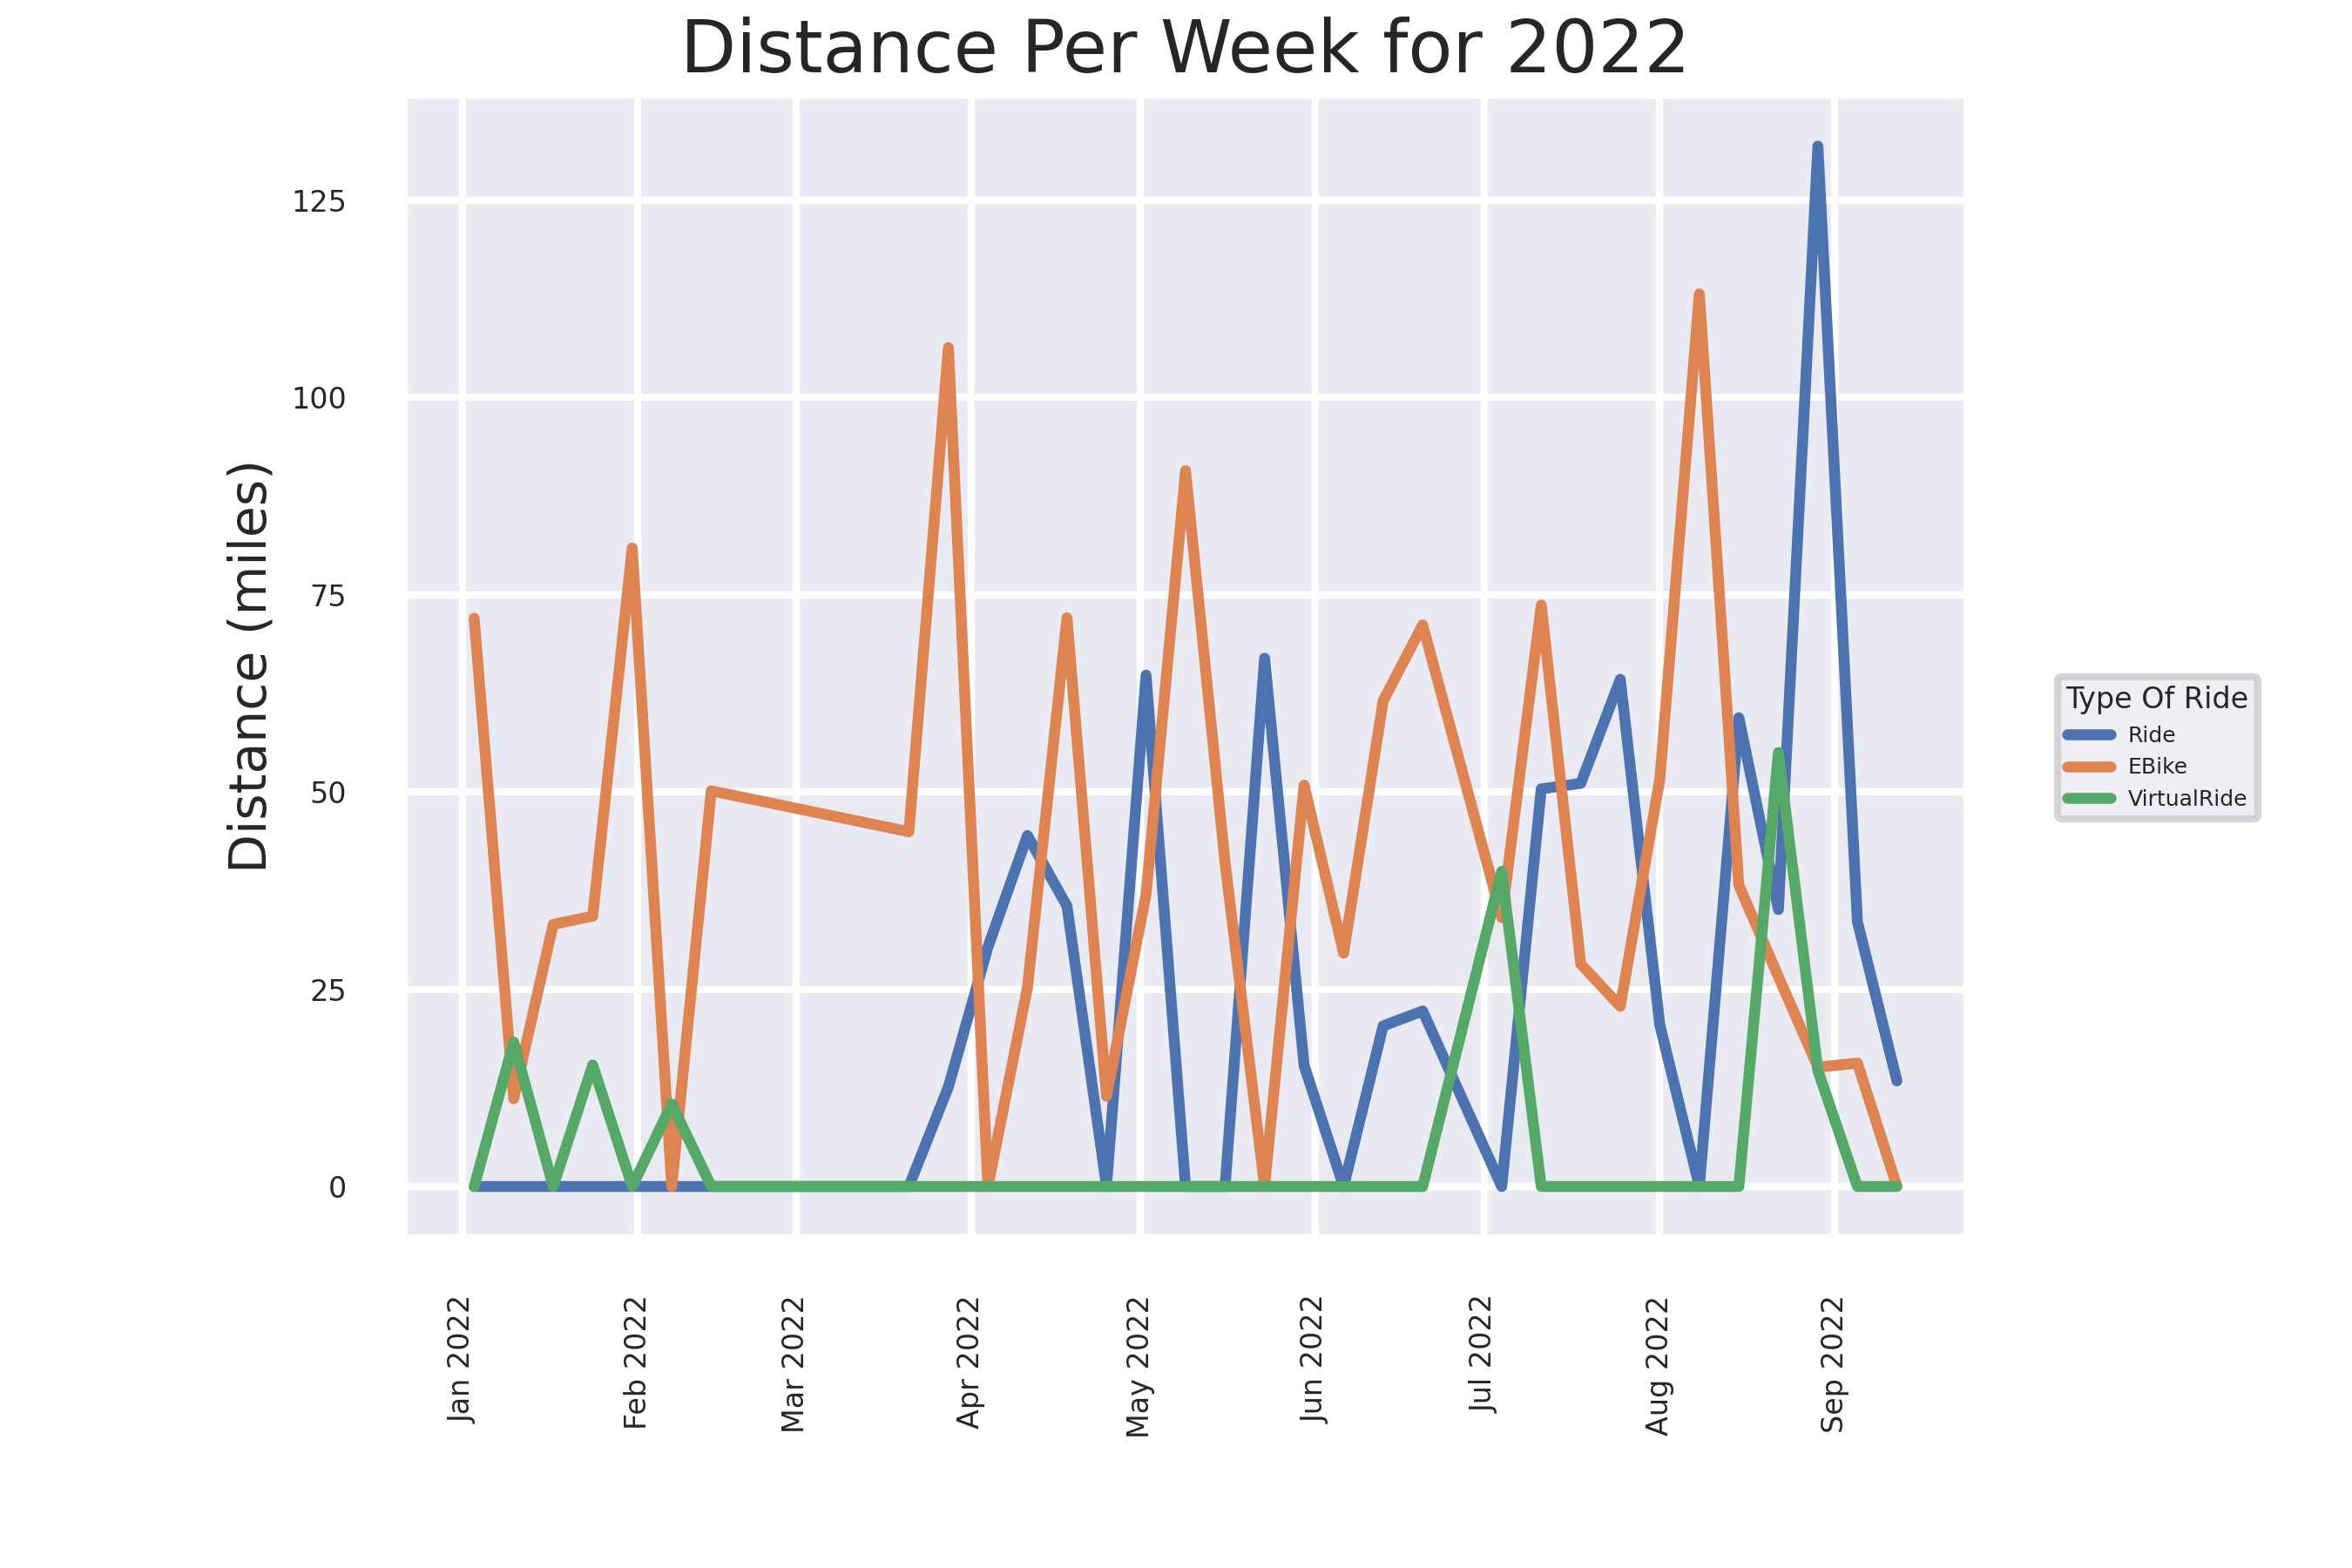 Distance Per Week for 2022
Distance (miles)
125
100
75
50
25
0
Jan 2022
Feb 2022
Mar 2022
Apr 2022
May 2022
Jun 2022
Jul 2022
Aug 2022
Sep 2022
Type Of Ride
Ride
EBike
VirtualRide